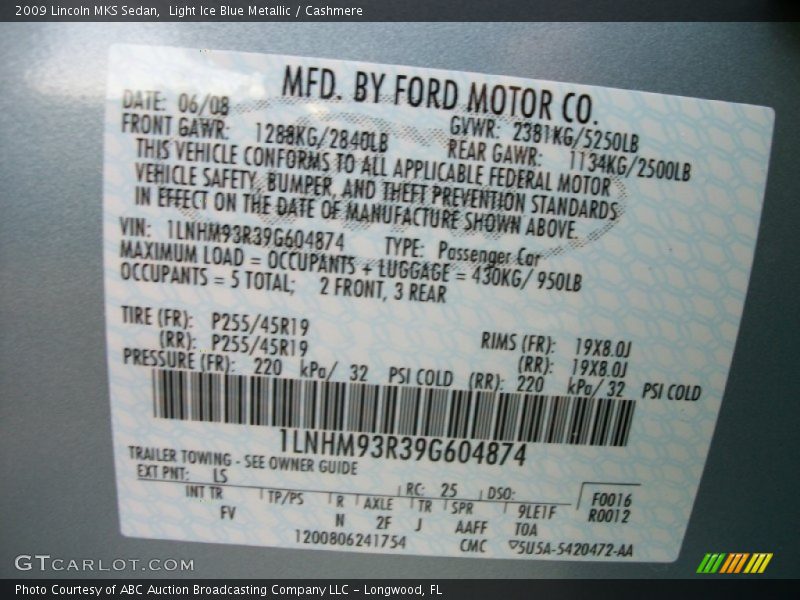 2009 Lincoln MKS Sedan,  Light Ice Blue Metallic / Cashmere
MFD. BY FORD MOTOR CO.
DATE: 06/08 GVWR: 2381KG/5250LB
FRONT GAWR: 1288KG/2840LB REAR GAWR: 1134KG/2500LB
THIS VEHICLE CONFORMS TO ALL APPLICABLE FEDERAL MOTOR
VEHICLE SAFETY, BUMPER, AND THEFT PREVENTION STANDARDS
IN EFFECT ON THE DATE OF MANUFACTURE SHOWN ABOVE.
VIN: 1LNHM93R39G604874 TYPE: Passenger Car
MAXIMUM LOAD = OCCUPANTS + LUGGAGE = 430KG/ 950LB
OCCUPANTS = 5 TOTAL; 2 FRONT, 3 REAR
TIRE (FR): P255/45R19 RIMS (FR): 19X8.0J
(RR): P255/45R19 (RR): 19X8.0J
PRESSURE (FR): 220 kPa/ 32 PSI COLD (RR): 220 kPa/ 32 PSI COLD
1LNHM93R39G604874
TRAILER TOWING - SEE OWNER GUIDE
EXT PNT: LS RC: 25 DSO: F0016
INT TR TP/PS R AXLE TR SPR 9LE1F R0012
FV N 2F J AAFF TOA
1200806241754 CMC ▽5U5A-5420472-AA
GTCARLOT.COM
Photo Courtesy of ABC Auction Broadcasting Company LLC - Longwood, FL